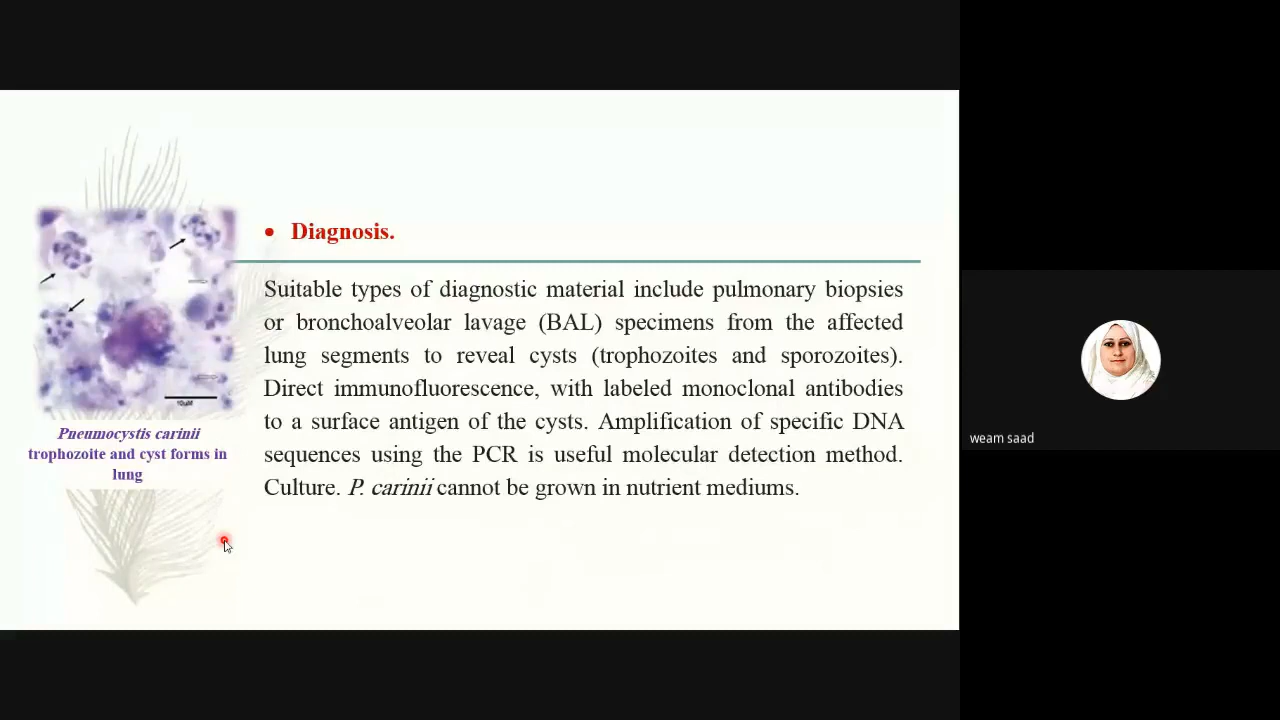 • Diagnosis.
Suitable types of diagnostic material include pulmonary biopsies
or bronchoalveolar lavage (BAL) specimens from the affected
lung segments to reveal cysts (trophozoites and sporozoites).
Direct immunofluorescence, with labeled monoclonal antibodies
to a surface antigen of the cysts. Amplification of specific DNA
sequences using the PCR is useful molecular detection method.
Culture. P. carinii cannot be grown in nutrient mediums.
10µM
Pneumocystis carinii
trophozoite and cyst forms in
lung
weam saad